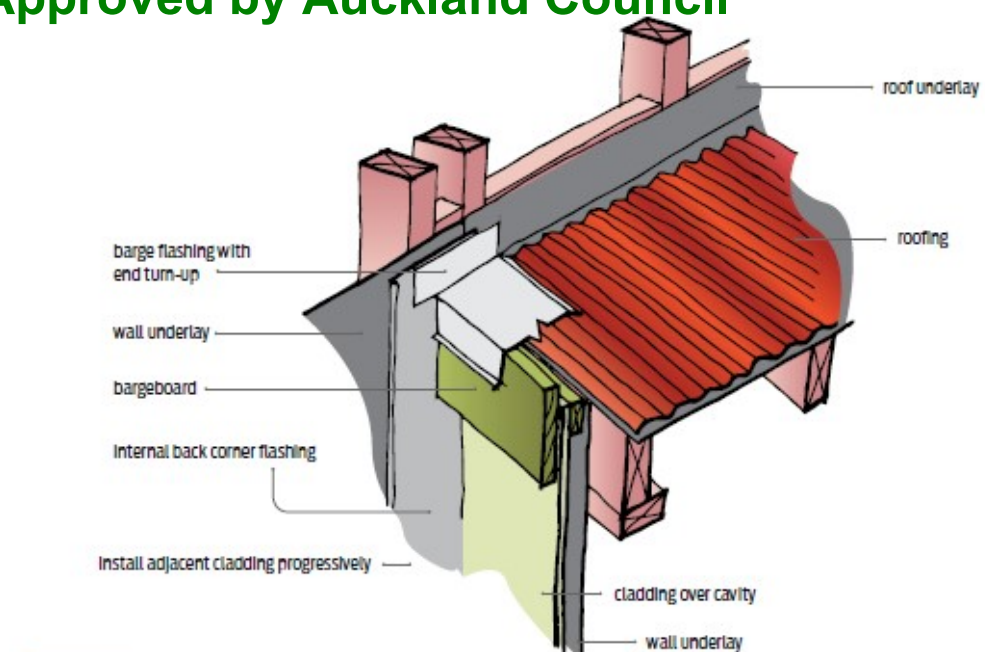 Approved by Auckland Council
roof underlay
roofing
barge flashing with
end turn-up
wall underlay
bargeboard
internal back corner flashing
install adjacent cladding progressively
cladding over cavity
wall underlay